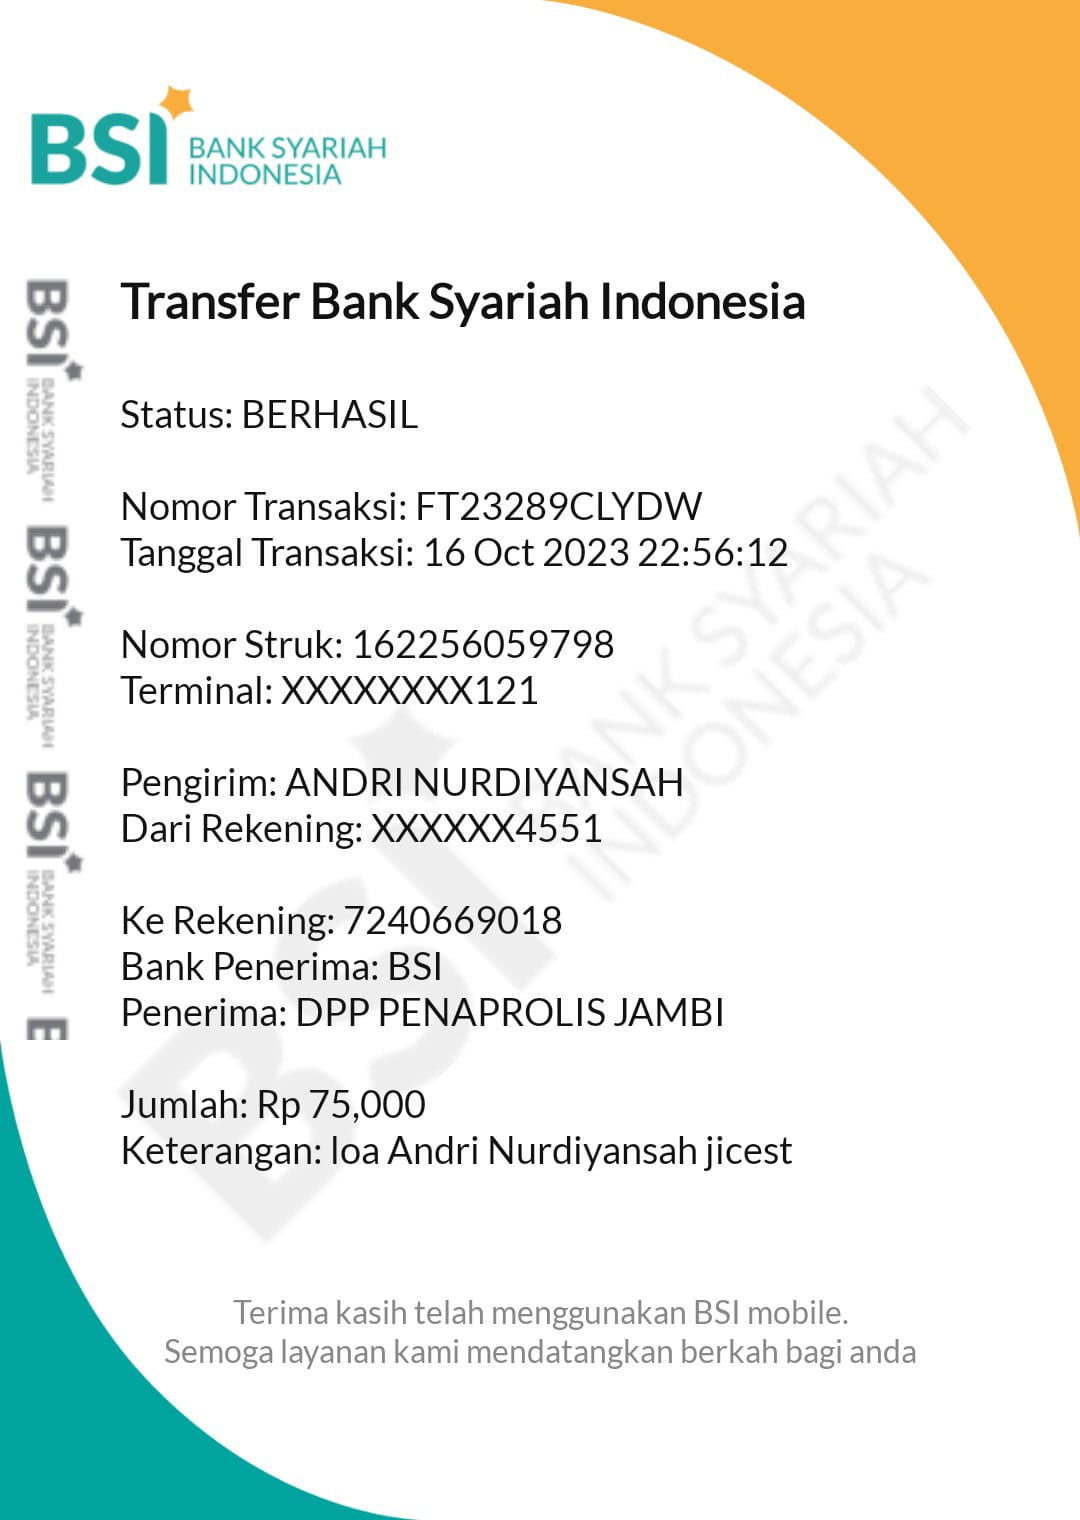 BSI BANK SYARIAH
INDONESIA
Transfer Bank Syariah Indonesia
Status: BERHASIL
Nomor Transaksi: FT23289CLYDW
Tanggal Transaksi: 16 Oct 2023 22:56:12
Nomor Struk: 162256059798
Terminal: XXXXXXXX121
Pengirim: ANDRI NURDIYANSAH
Dari Rekening: XXXXXX4551
Ke Rekening: 7240669018
Bank Penerima: BSI
Penerima: DPP PENAPROLIS JAMBI
Jumlah: Rp 75,000
Keterangan: loa Andri Nurdiyansah jicest
Terima kasih telah menggunakan BSI mobile.
Semoga layanan kami mendatangkan berkah bagi anda
BSI BANK SYARIAH
INDONESIA
BSI BANK SYARIAH
INDONESIA
BSI BANK SYARIAH
INDONESIA
BSI BANK SYARIAH
INDONESIA